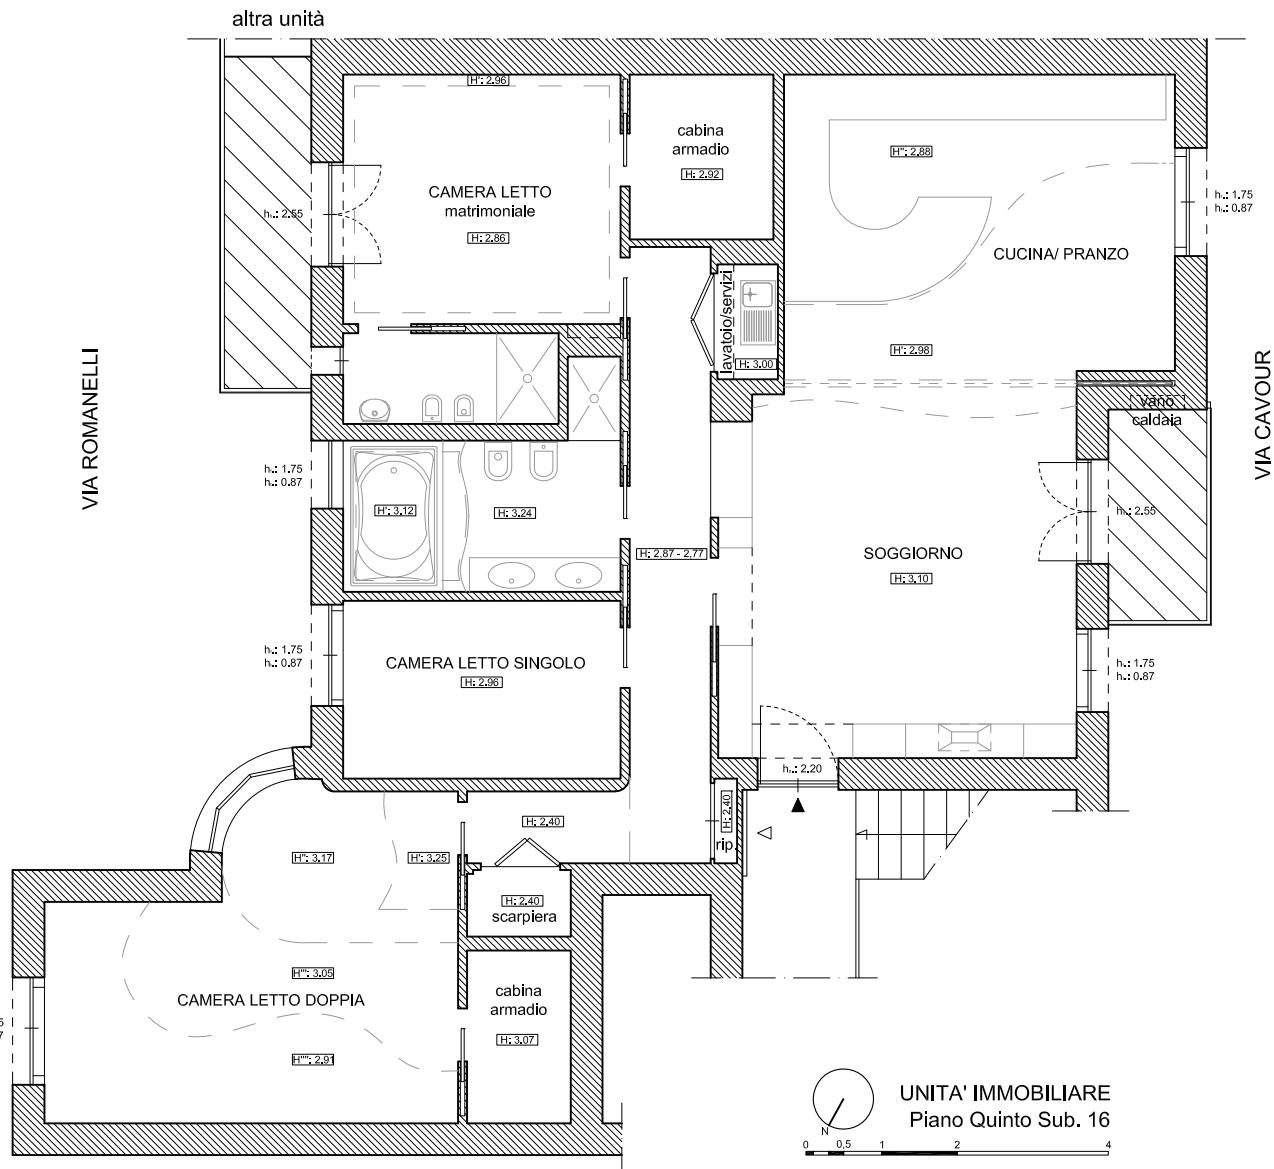 altra unità
H': 2.96
cabina
armadio
H: 2.92
CAMERA LETTO
matrimoniale
H: 2.86
h.: 2.55
H": 2.88
h.: 1.75
h.: 0.87
CUCINA/ PRANZO
lavatoio/servizi
H: 3.00
H': 2.98
vano
caldaia
VIA ROMANELLI
VIA CAVOUR
h.: 1.75
h.: 0.87
H': 3.12
H: 3.24
h.: 2.55
H: 2,87 - 2,77
SOGGIORNO
H: 3.10
h.: 1.75
h.: 0.87
CAMERA LETTO SINGOLO
H: 2.96
h.: 1.75
h.: 0.87
h.: 2.20
H: 2.40
rip.
H: 2.40
H": 3.17
H': 3.25
H: 2.40
scarpiera
H''': 3.05
CAMERA LETTO DOPPIA
cabina
armadio
H: 3.07
H'''': 2.91
UNITA' IMMOBILIARE
Piano Quinto Sub. 16
N
0 0,5 1 2 4